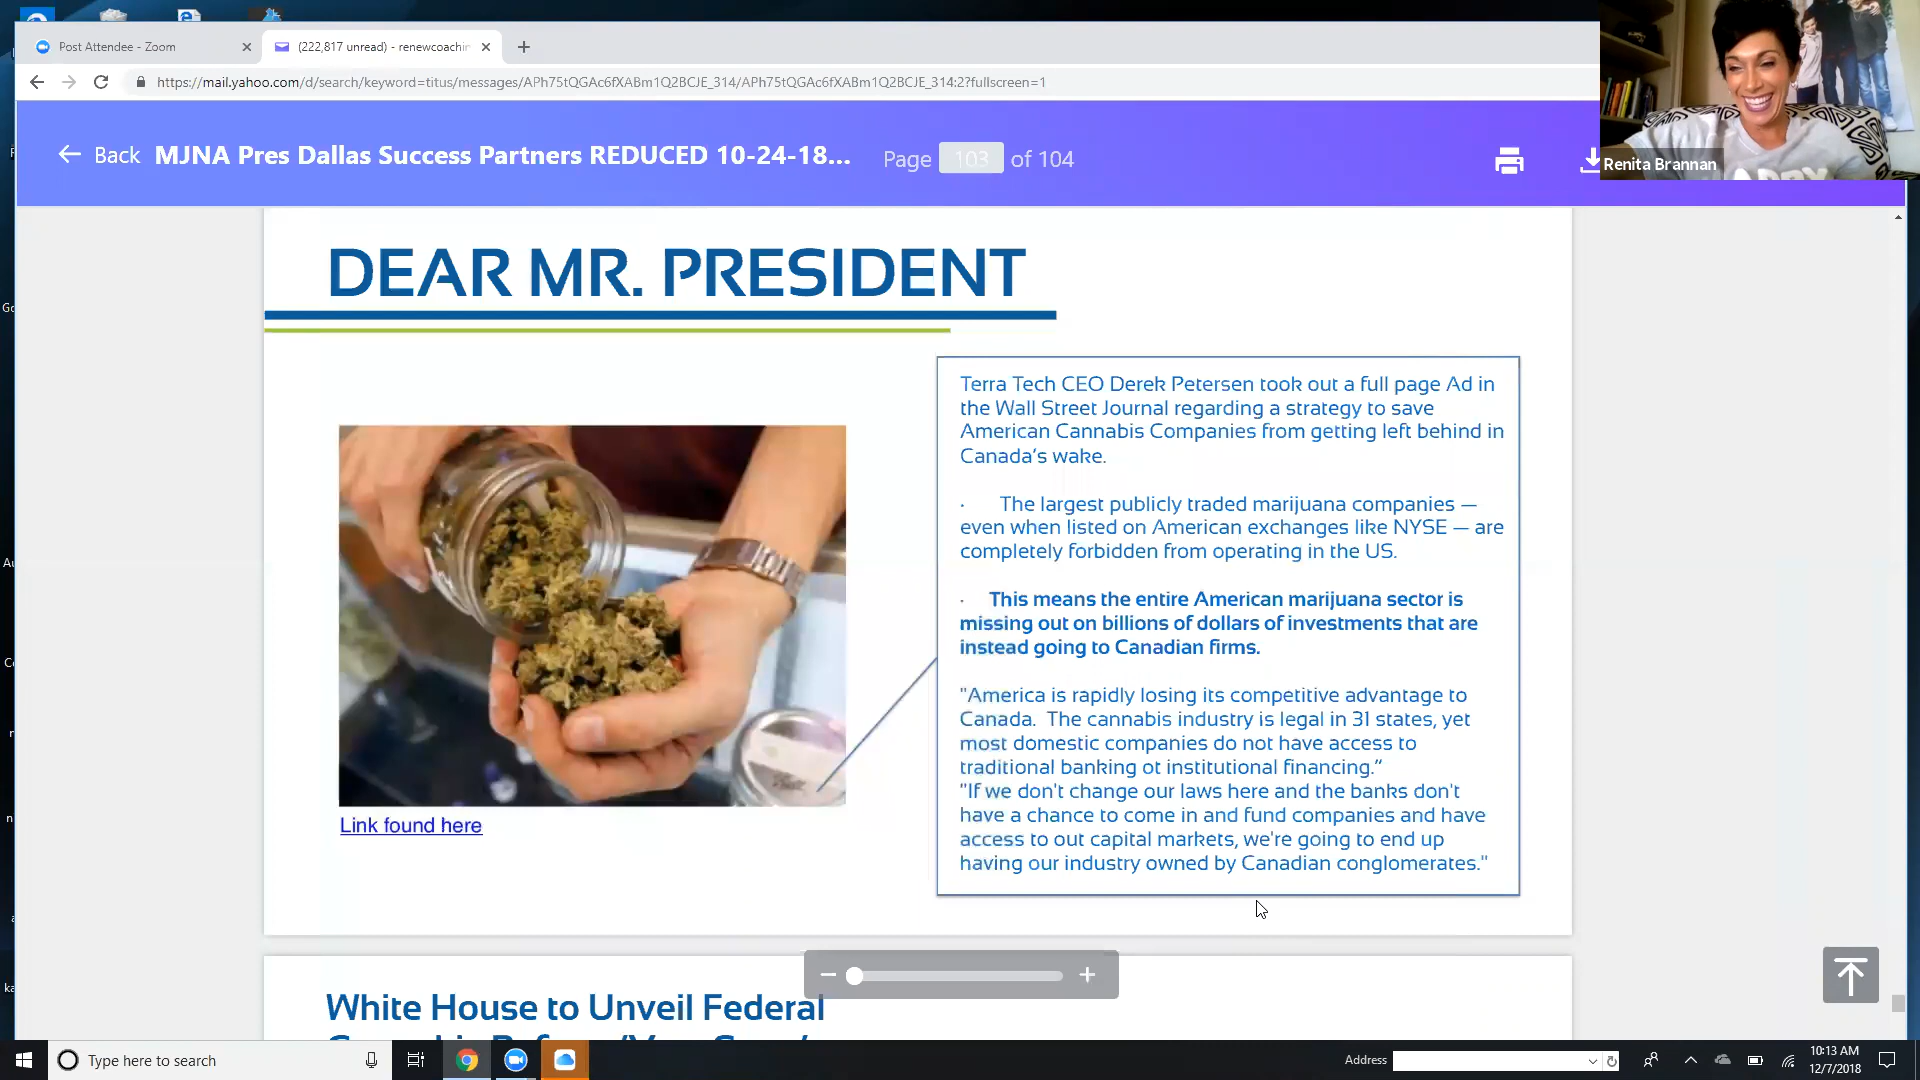 Post Attendee - Zoom
(222,817 unread) - renewcoachin
https://mail.yahoo.com/d/search/keyword=titus/messages/APh75tQGAc6fXABm1Q2BCJE_314/APh75tQGAc6fXABm1Q2BCJE_314:2?fullscreen=1
Back MJNA Pres Dallas Success Partners REDUCED 10-24-18... Page 103 of 104
Renita Brannan
DEAR MR. PRESIDENT
Terra Tech CEO Derek Petersen took out a full page Ad in
the Wall Street Journal regarding a strategy to save
American Cannabis Companies from getting left behind in
Canada's wake.
· The largest publicly traded marijuana companies —
even when listed on American exchanges like NYSE — are
completely forbidden from operating in the US.
· This means the entire American marijuana sector is
missing out on billions of dollars of investments that are
instead going to Canadian firms.
"America is rapidly losing its competitive advantage to
Canada. The cannabis industry is legal in 31 states, yet
most domestic companies do not have access to
traditional banking ot institutional financing.”
"If we don't change our laws here and the banks don't
have a chance to come in and fund companies and have
access to out capital markets, we're going to end up
having our industry owned by Canadian conglomerates."
Link found here
White House to Unveil Federal
Type here to search
Address
10:13 AM
12/7/2018